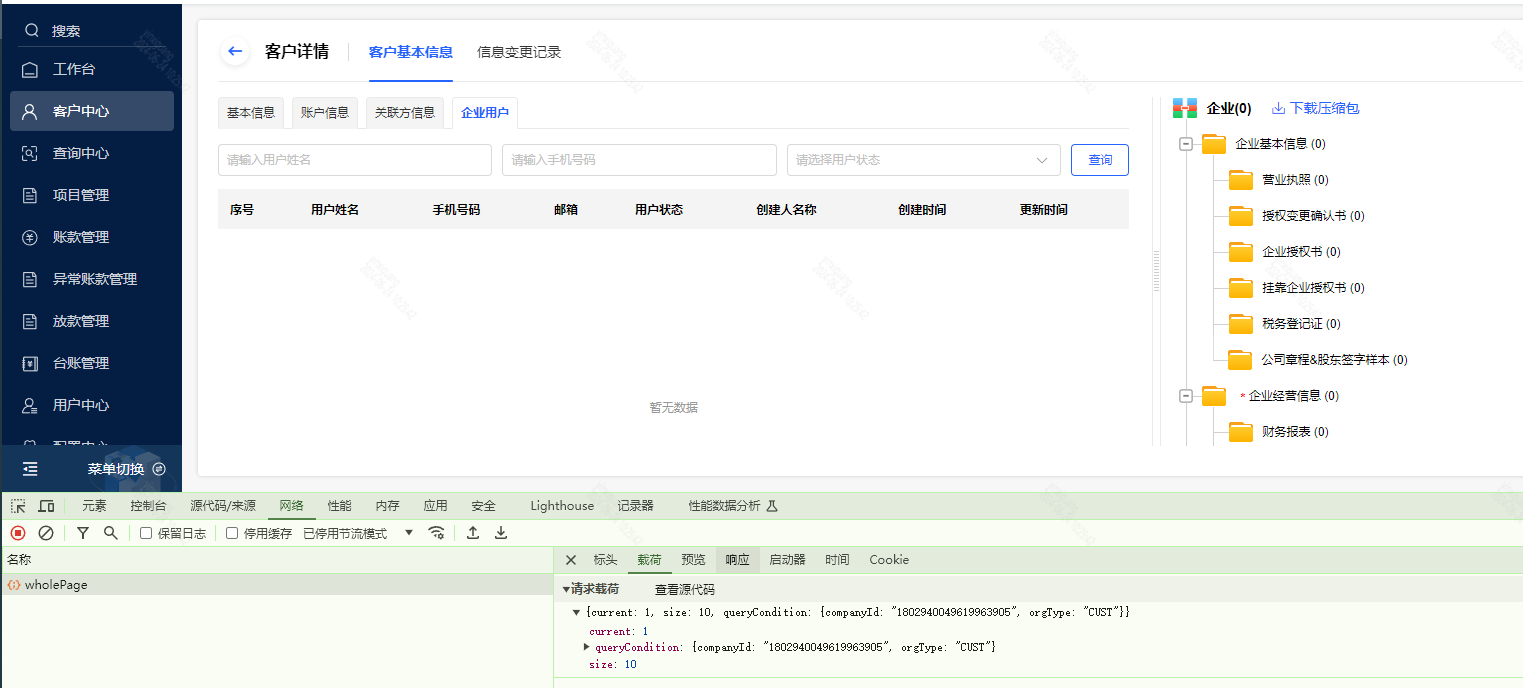 搜索
工作台
客户中心
查询中心
项目管理
账款管理
异常账款管理
放款管理
台账管理
用户中心
配置中心
菜单切换
客户详情 客户基本信息 信息变更记录
基本信息 账户信息 关联方信息 企业用户
请输入用户姓名 请输入手机号码 请选择用户状态 查询
序号 用户姓名 手机号码 邮箱 用户状态 创建人名称 创建时间 更新时间
暂无数据
企业(0) 下载压缩包
企业基本信息 (0)
营业执照 (0)
授权变更确认书 (0)
企业授权书 (0)
挂靠企业授权书 (0)
税务登记证 (0)
公司章程&股东签字样本 (0)
* 企业经营信息 (0)
财务报表 (0)
元素 控制台 源代码/来源 网络 性能 内存 应用 安全 Lighthouse 记录器 性能数据分析
保留日志 停用缓存 已停用节流模式
名称
wholePage
标头 载荷 预览 响应 启动器 时间 Cookie
▼请求载荷 查看源代码
▼ {current: 1, size: 10, queryCondition: {companyId: "1802940049619963905", orgType: "CUST"}}
current: 1
▶ queryCondition: {companyId: "1802940049619963905", orgType: "CUST"}
size: 10